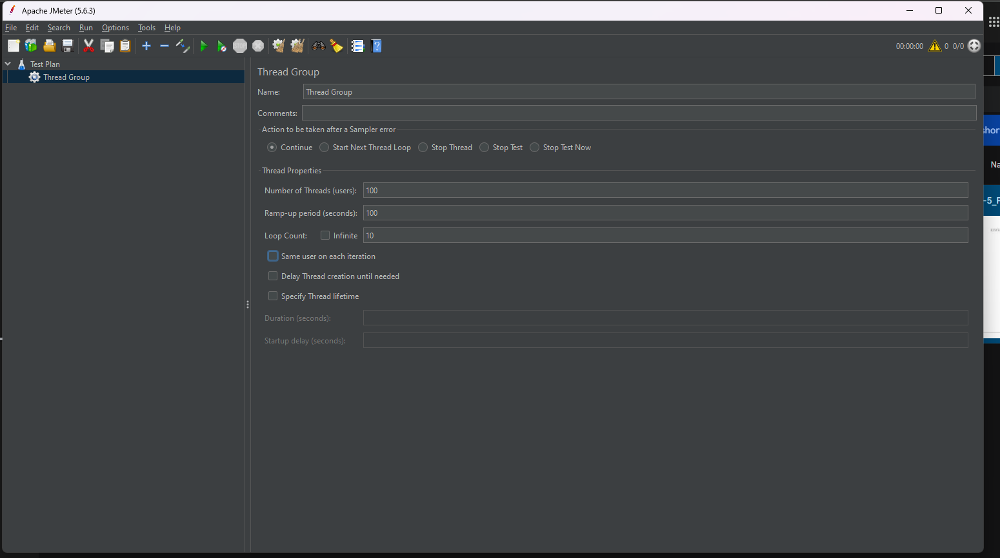 Apache JMeter (5.6.3)
File Edit Search Run Options Tools Help
STOP
00:00:00 0 0/0
Test Plan
Thread Group
Thread Group
Name: Thread Group
Comments:
Action to be taken after a Sampler error
Continue Start Next Thread Loop Stop Thread Stop Test Stop Test Now
Thread Properties
Number of Threads (users): 100
Ramp-up period (seconds): 100
Loop Count: Infinite 10
Same user on each iteration
Delay Thread creation until needed
Specify Thread lifetime
Duration (seconds):
Startup delay (seconds):
shor
Na
-5_F